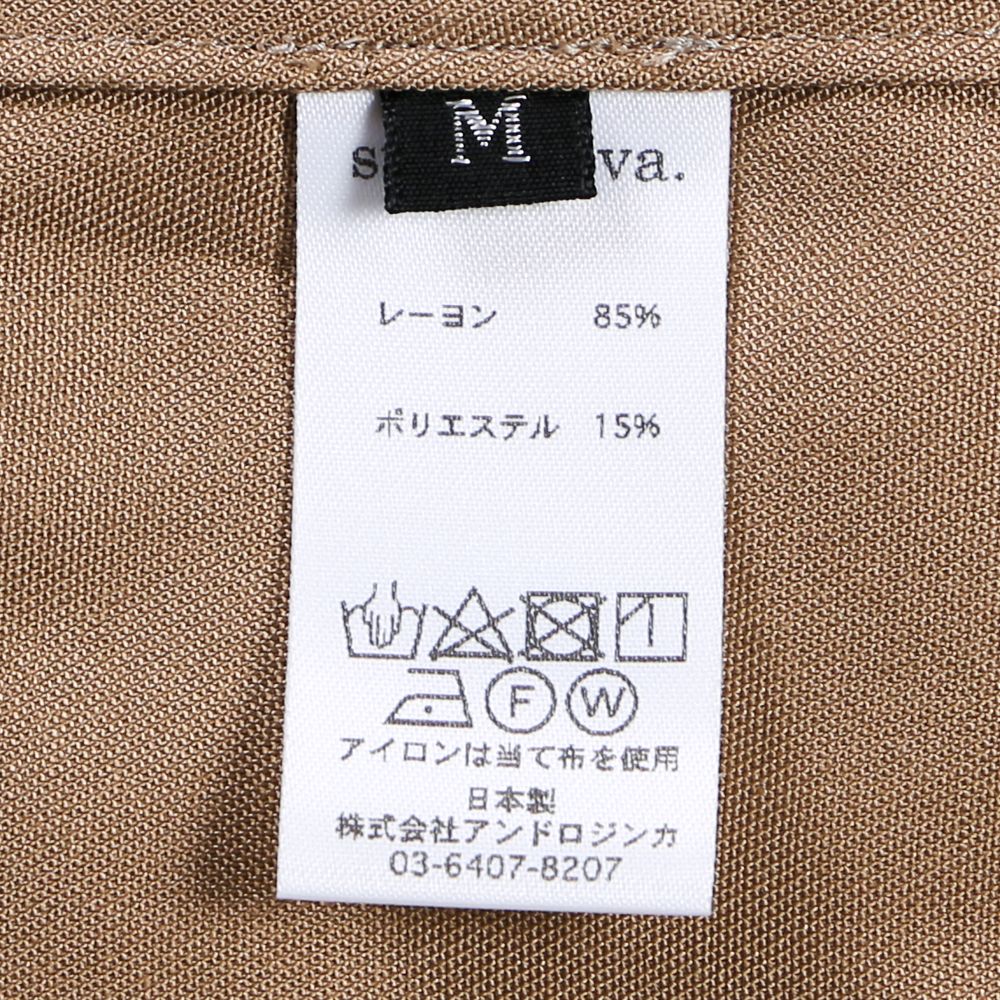 M
va.
レーヨン 85%
ポリエステル 15%
F W
アイロンは当て布を使用
日本製
株式会社アンドロジンカ
03-6407-8207